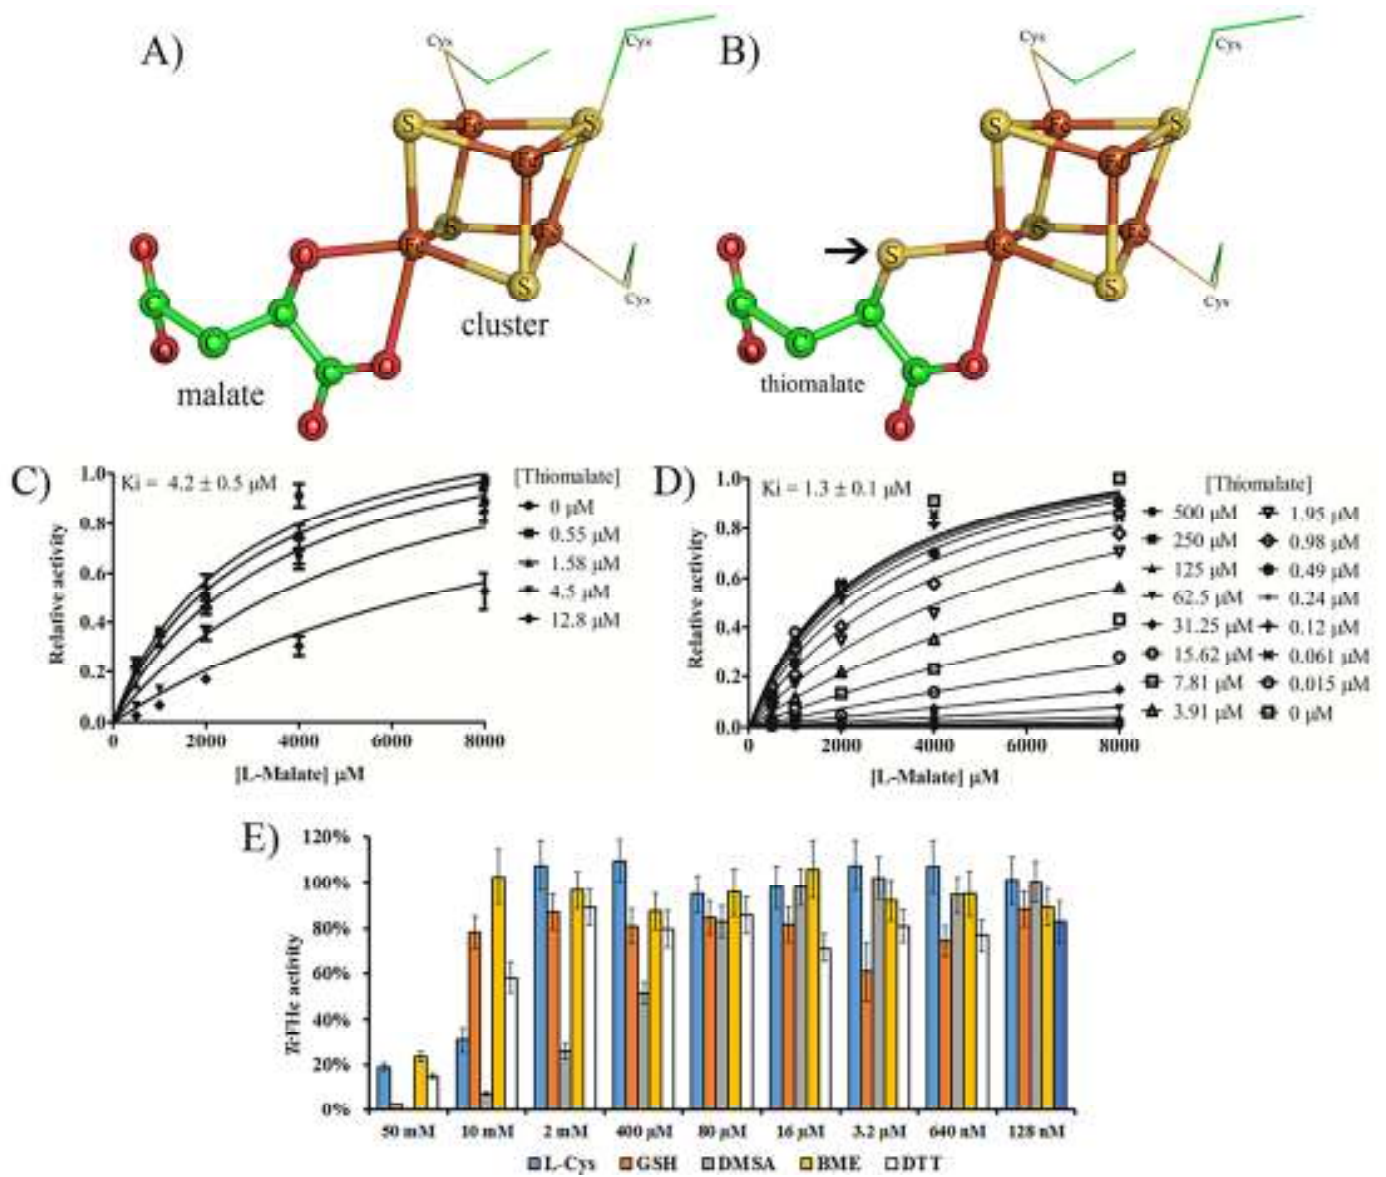 A)
Cys
Cys
S
Fe
S
Fe
O
O
Fe
S
Fe
C
C
S
O
C
cluster
Cys
C
O
malate
O
B)
Cys
Cys
S
Fe
S
Fe
O
S
Fe
S
Fe
C
C
S
O
C
Cys
thiomalate
C
O
O
C)
Ki = 4.2 ± 0.5 μM
[Thiomalate]
0 μM
0.55 μM
1.58 μM
4.5 μM
12.8 μM
Relative activity
1.0
0.8
0.6
0.4
0.2
0.0
0
2000
4000
6000
8000
[L-Malate] μM
D)
Ki = 1.3 ± 0.1 μM
[Thiomalate]
500 μM
1.95 μM
250 μM
0.98 μM
125 μM
0.49 μM
62.5 μM
0.24 μM
31.25 μM
0.12 μM
15.62 μM
0.061 μM
7.81 μM
0.015 μM
3.91 μM
0 μM
Relative activity
1.0
0.8
0.6
0.4
0.2
0.0
0
2000
4000
6000
8000
[L-Malate] μM
E)
TcFHc activity
120%
100%
80%
60%
40%
20%
0%
50 mM
10 mM
2 mM
400 μM
80 μM
16 μM
3.2 μM
640 nM
128 nM
L-Cys
GSH
DMSA
BME
DTT